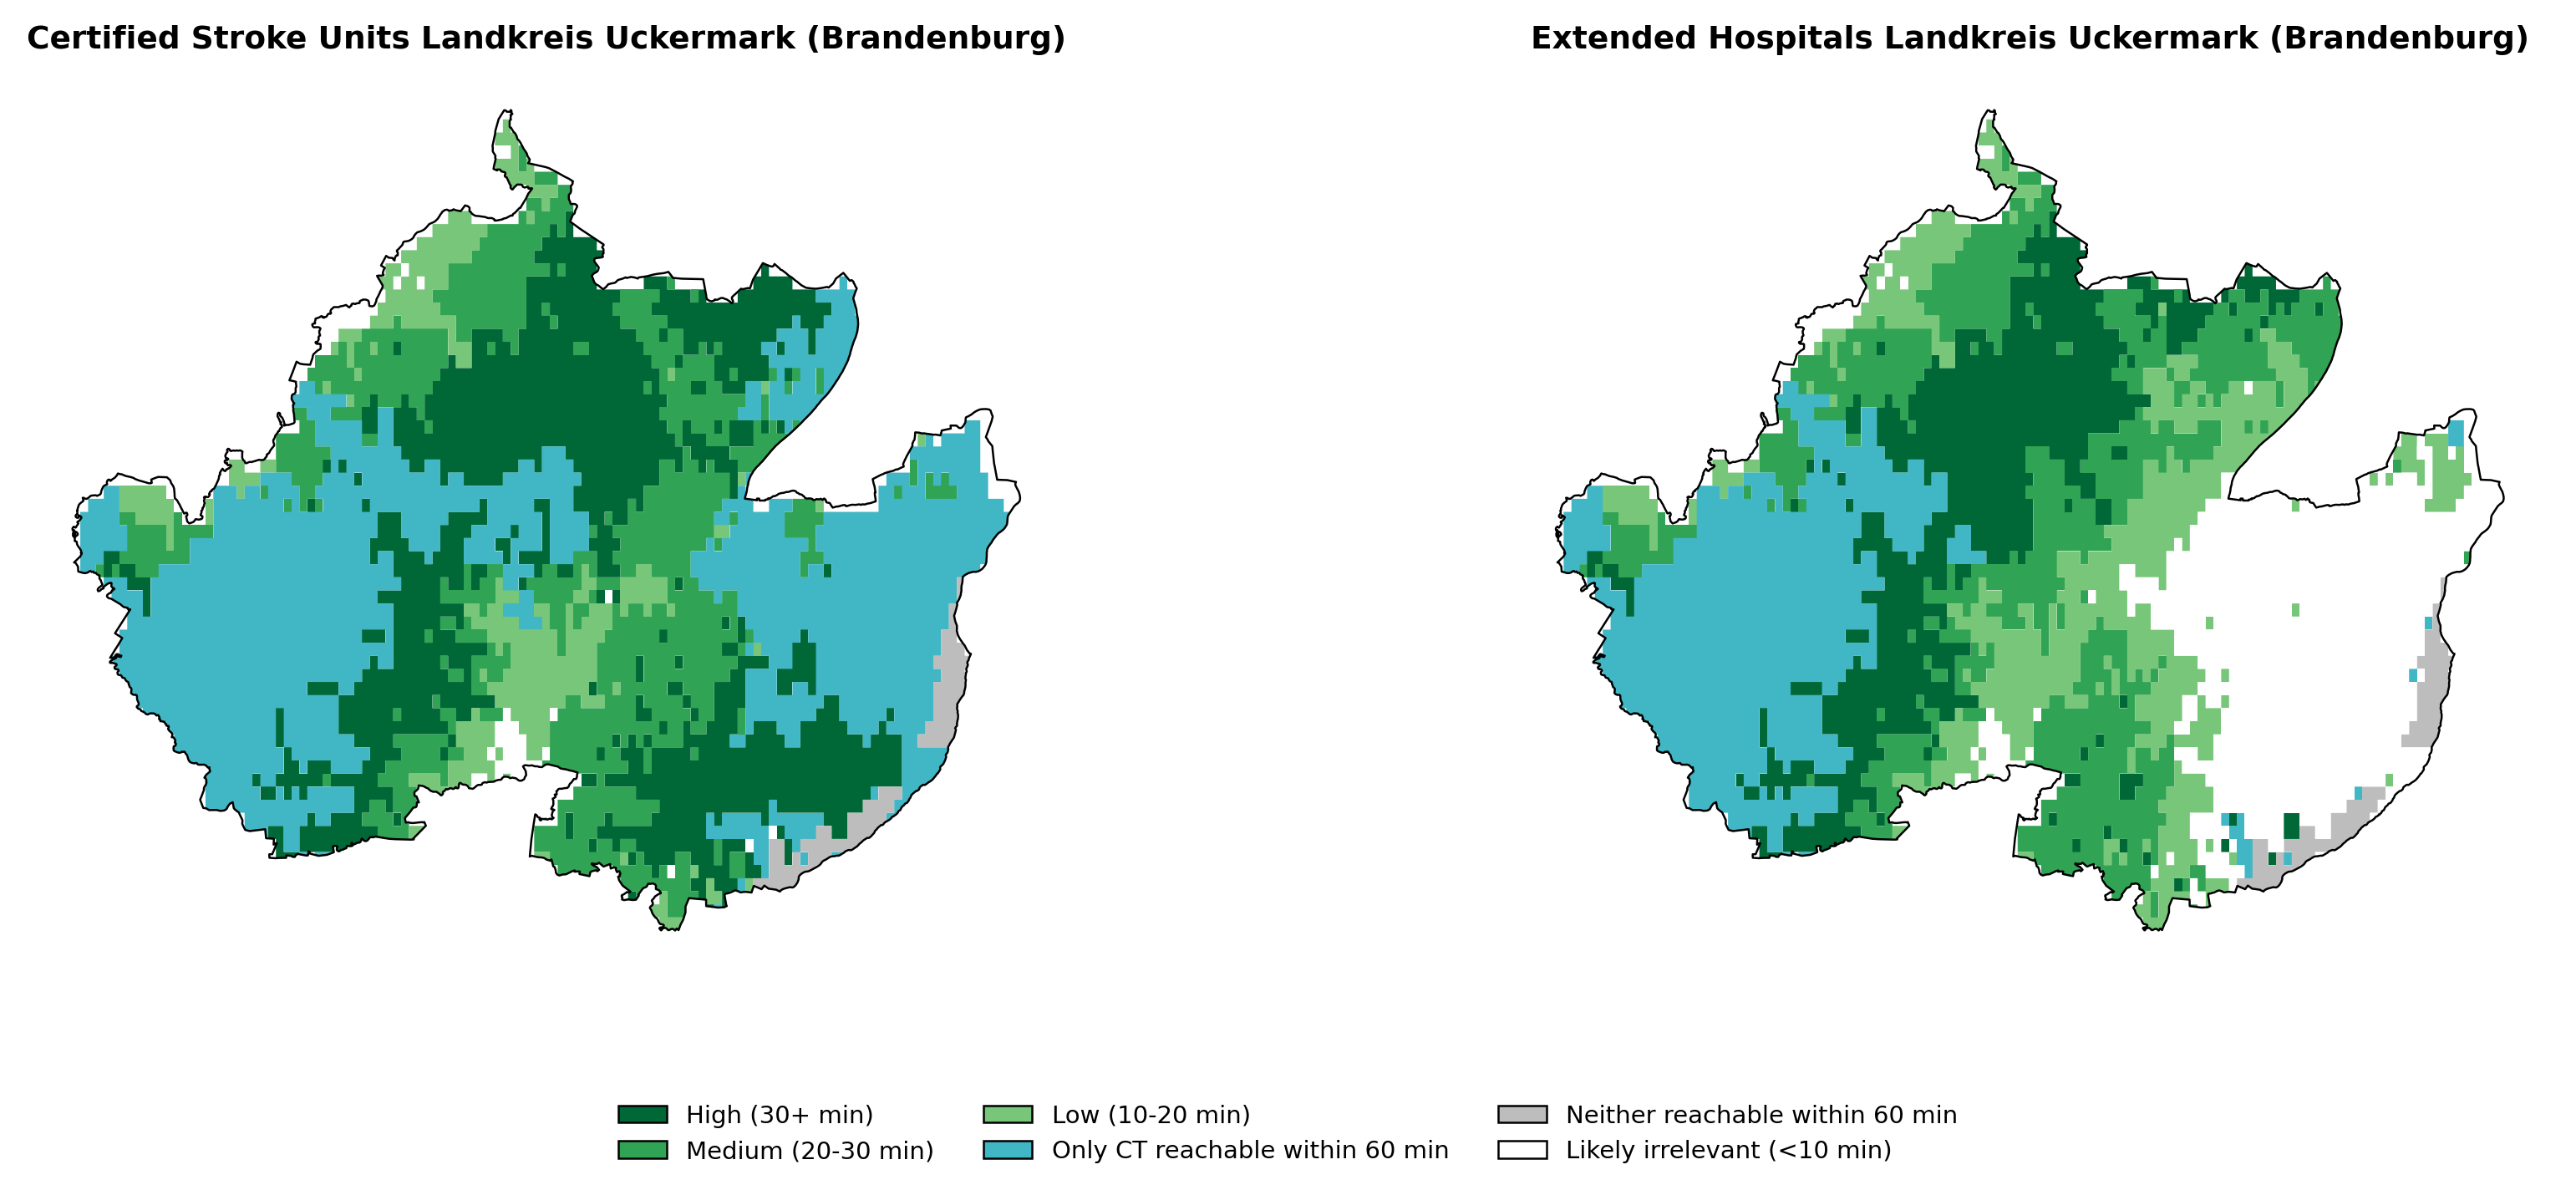 Certified Stroke Units Landkreis Uckermark (Brandenburg)
Extended Hospitals Landkreis Uckermark (Brandenburg)
High (30+ min)
Medium (20-30 min)
Low (10-20 min)
Only CT reachable within 60 min
Neither reachable within 60 min
Likely irrelevant (<10 min)